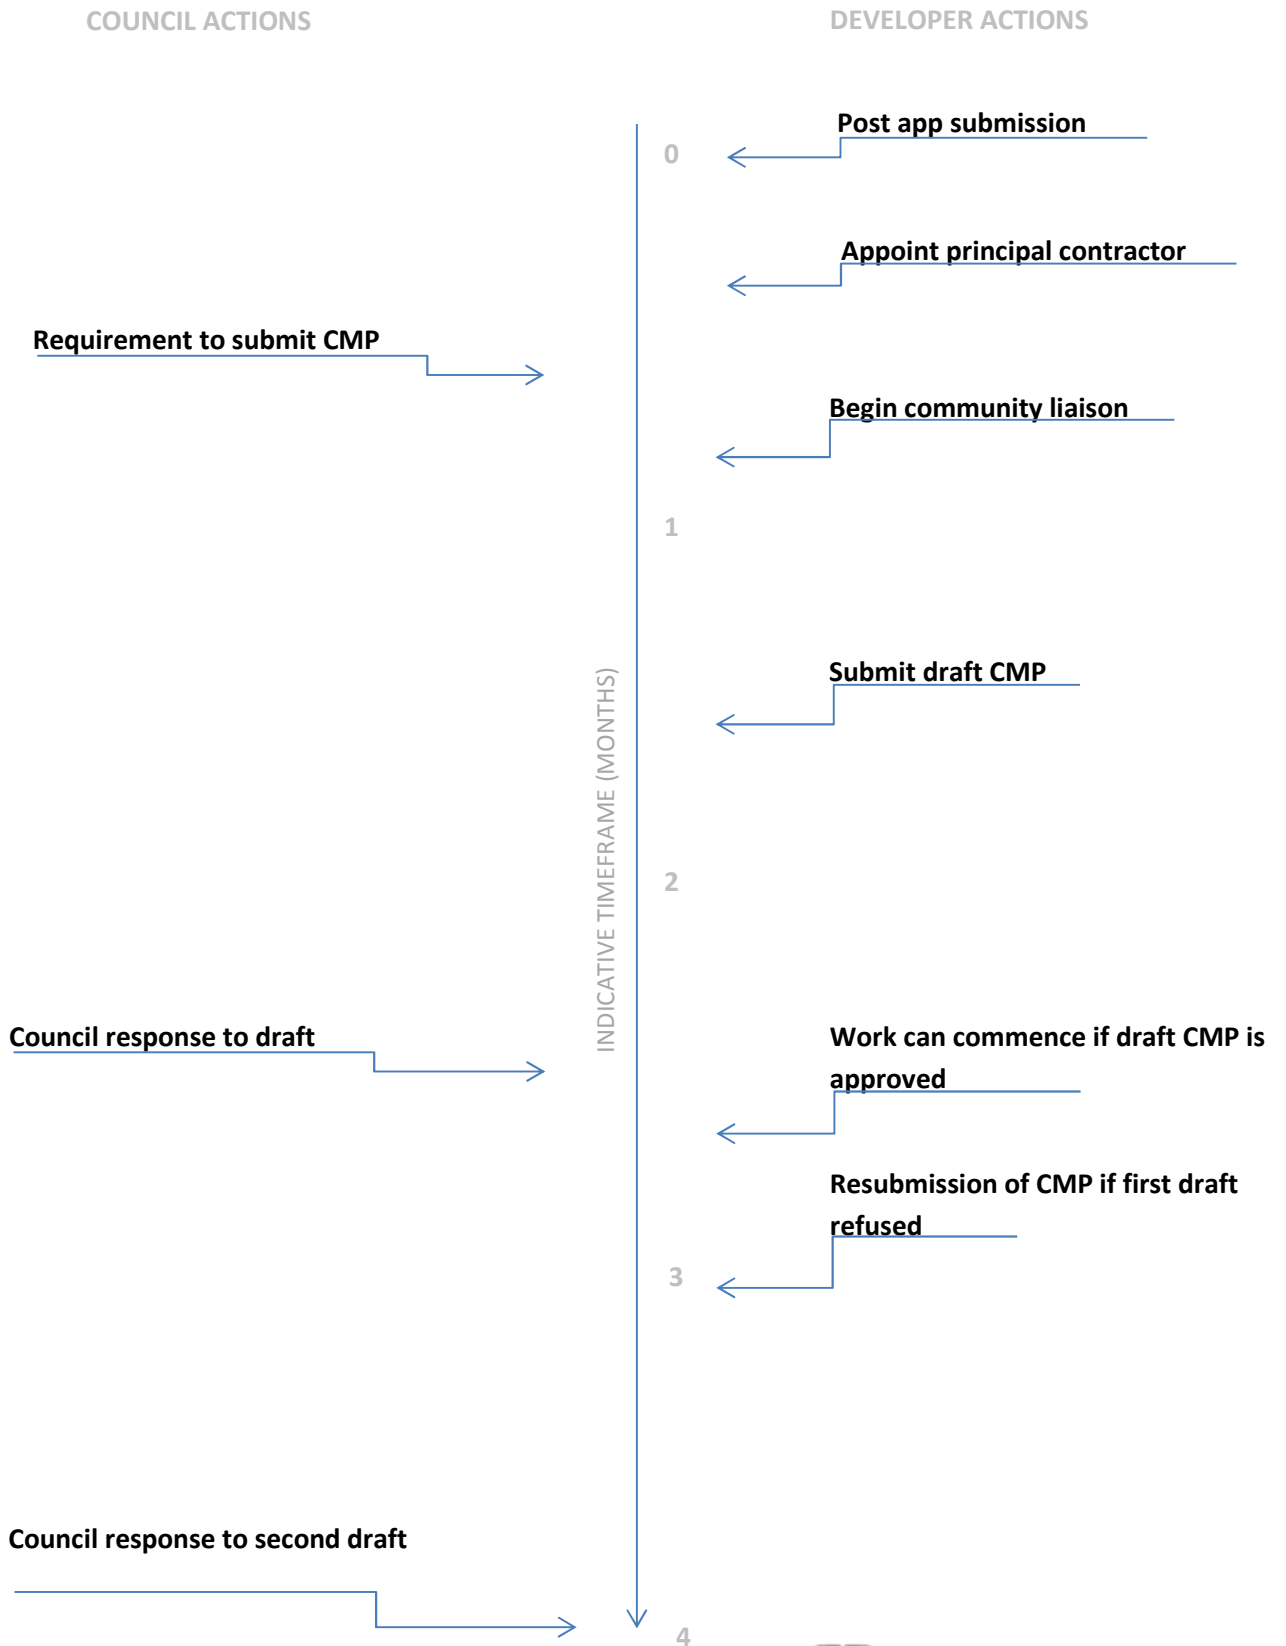 COUNCIL ACTIONS
DEVELOPER ACTIONS
Post app submission
0
Appoint principal contractor
Requirement to submit CMP
Begin community liaison
1
Submit draft CMP
INDICATIVE TIMEFRAME (MONTHS)
2
Council response to draft
Work can commence if draft CMP is
approved
Resubmission of CMP if first draft
refused
3
Council response to second draft
4